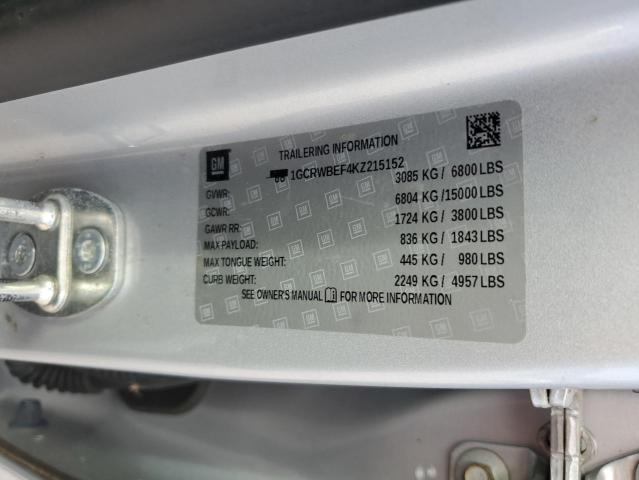 GM
TRAILERING INFORMATION
1GCRWBEF4KZ215152
GVWR: 3085 KG / 6800 LBS
GCWR: 6804 KG /15000 LBS
GAWR RR: 1724 KG / 3800 LBS
MAX PAYLOAD: 836 KG / 1843 LBS
MAX TONGUE WEIGHT: 445 KG / 980 LBS
CURB WEIGHT: 2249 KG / 4957 LBS
SEE OWNER'S MANUAL FOR MORE INFORMATION